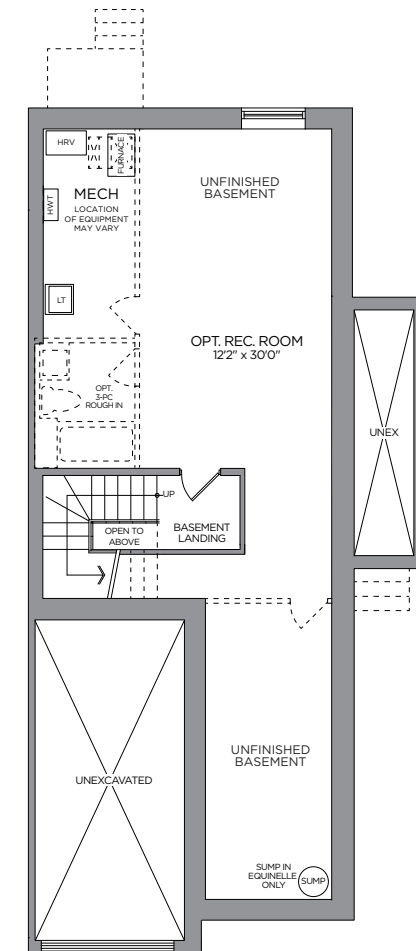 HRV
FURNACE
UNFINISHED
BASEMENT
MECH
LOCATION
OF EQUIPMENT
MAY VARY
HWT
LT
OPT. REC. ROOM
12'2" x 30'0"
OPT.
3-PC
ROUGH IN
UNEX
UP
OPEN TO
ABOVE
BASEMENT
LANDING
UNFINISHED
BASEMENT
UNEXCAVATED
SUMP IN
EQUINELLE
ONLY
SUMP